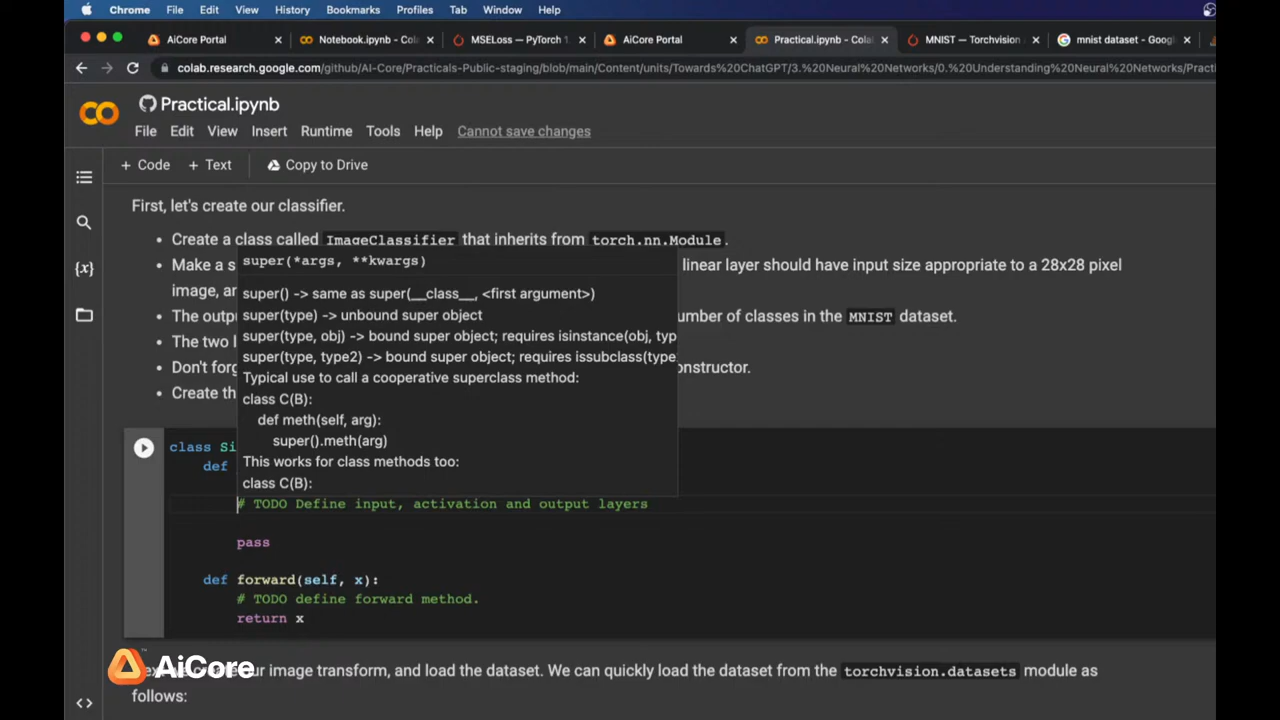 Chrome File Edit View History Bookmarks Profiles Tab Window Help
AiCore Portal × Notebook.ipynb - Cola × MSELoss — PyTorch 1. × AiCore Portal × Practical.ipynb - Colab × MNIST — Torchvision × mnist dataset - Goog ×
colab.research.google.com/github/AI-Core/Practicals-Public-staging/blob/main/Content/units/Towards%20ChatGPT/3.%20Neural%20Networks/0.%20Understanding%20Neural%20Networks/Pract
CO Practical.ipynb
File Edit View Insert Runtime Tools Help Cannot save changes
+ Code + Text Copy to Drive
First, let's create our classifier.
• Create a class called ImageClassifier that inherits from torch.nn.Module.
super(*args, **kwargs)
• Make a s linear layer should have input size appropriate to a 28x28 pixel
image, a
super() -> same as super(__class__, <first argument>)
super(type) -> unbound super object
• The outp umber of classes in the MNIST dataset.
super(type, obj) -> bound super object; requires isinstance(obj, typ
• The two l
super(type, type2) -> bound super object; requires issubclass(type
• Don't forg onstructor.
Typical use to call a cooperative superclass method:
• Create th
class C(B):
def meth(self, arg):
super().meth(arg)
This works for class methods too:
class C(B):
class Si
def
# TODO Define input, activation and output layers
pass
def forward(self, x):
# TODO define forward method.
return x
AiCore™
ur image transform, and load the dataset. We can quickly load the dataset from the torchvision.datasets module as
follows: